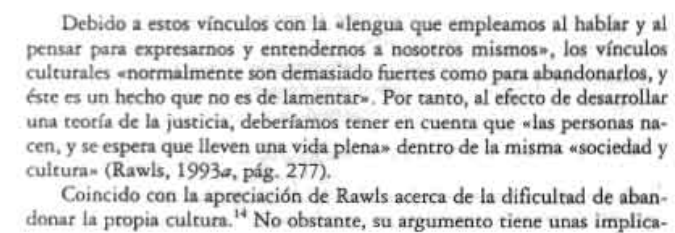 Debido a estos vínculos con la «lengua que empleamos al hablar y al
pensar para expresarnos y entendernos a nosotros mismos», los vínculos
culturales «normalmente son demasiado fuertes como para abandonarlos, y
éste es un hecho que no es de lamentar». Por tanto, al efecto de desarrollar
una teoría de la justicia, deberíamos tener en cuenta que «las personas na-
cen, y se espera que lleven una vida plena» dentro de la misma «sociedad y
cultura» (Rawls, 1993a, pág. 277).
Coincido con la apreciación de Rawls acerca de la dificultad de aban-
donar la propia cultura.¹⁴ No obstante, su argumento tiene unas implica-